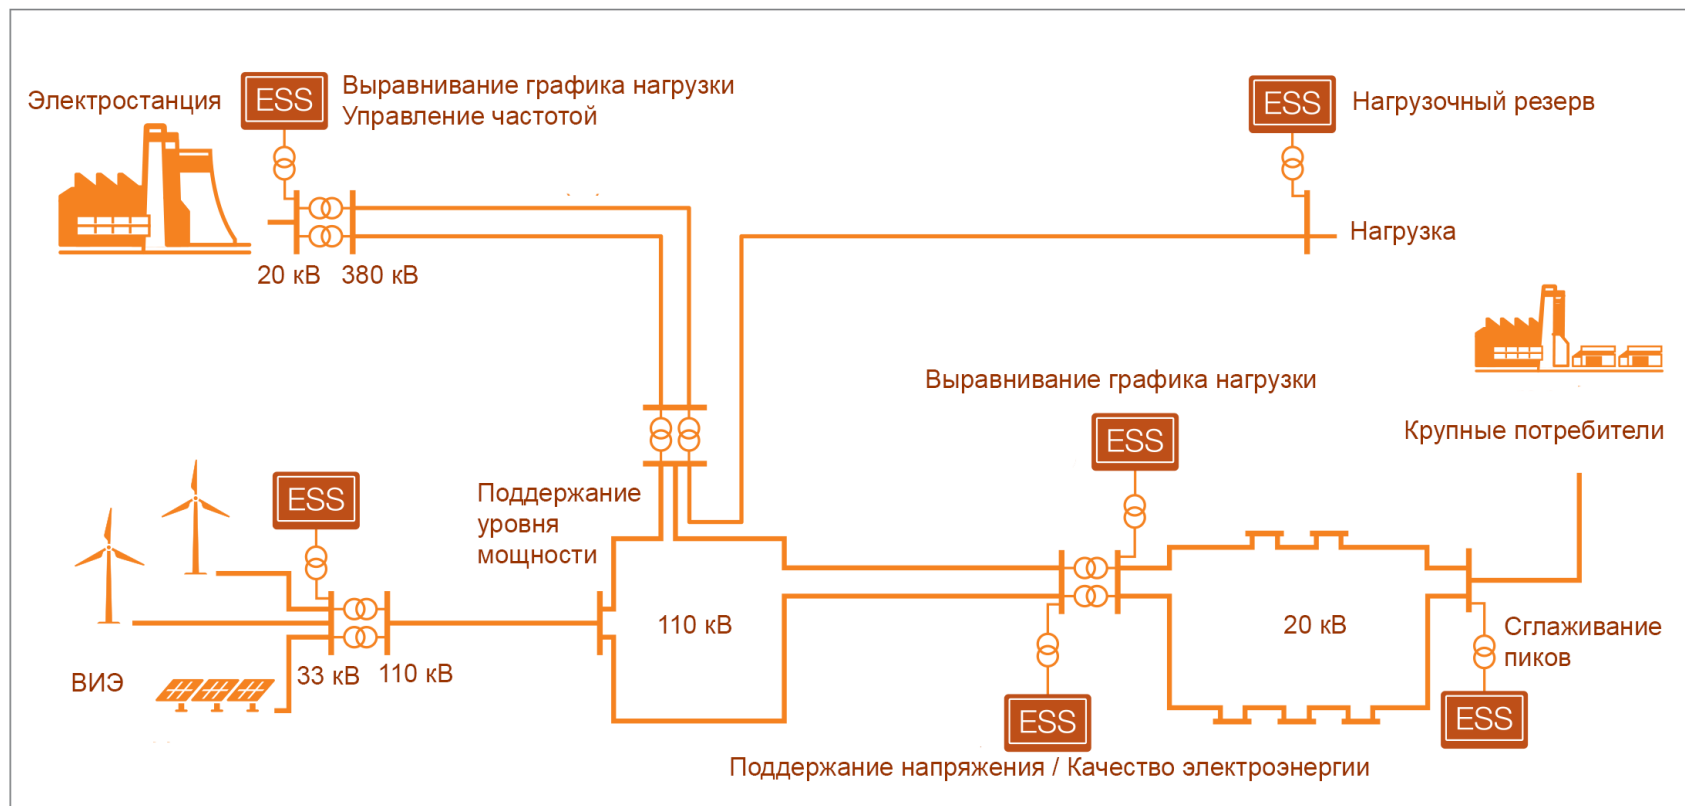 Электростанция
ESS
Выравнивание графика нагрузки
Управление частотой
20 кВ
380 кВ
ESS
Нагрузочный резерв
Нагрузка
Выравнивание графика нагрузки
ESS
Крупные потребители
ESS
Поддержание
уровня
мощности
ВИЭ
33 кВ
110 кВ
110 кВ
20 кВ
Сглаживание
пиков
ESS
ESS
Поддержание напряжения / Качество электроэнергии